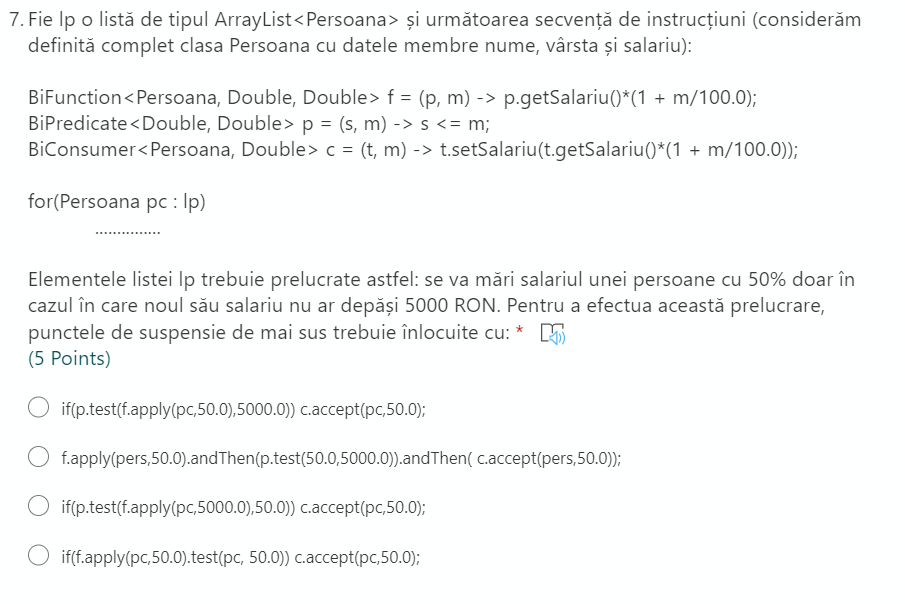 7. Fie lp o listă de tipul ArrayList<Persoana> și următoarea secvență de instrucțiuni (considerăm
definită complet clasa Persoana cu datele membre nume, vârsta și salariu):
BiFunction<Persoana, Double, Double> f = (p, m) -> p.getSalariu()*(1 + m/100.0);
BiPredicate<Double, Double> p = (s, m) -> s <= m;
BiConsumer<Persoana, Double> c = (t, m) -> t.setSalariu(t.getSalariu()*(1 + m/100.0));
for(Persoana pc : lp)
...............
Elementele listei lp trebuie prelucrate astfel: se va mări salariul unei persoane cu 50% doar în
cazul în care noul său salariu nu ar depăși 5000 RON. Pentru a efectua această prelucrare,
punctele de suspensie de mai sus trebuie înlocuite cu: *
(5 Points)
if(p.test(f.apply(pc,50.0),5000.0)) c.accept(pc,50.0);
f.apply(pers,50.0).andThen(p.test(50.0,5000.0)).andThen( c.accept(pers,50.0));
if(p.test(f.apply(pc,5000.0),50.0)) c.accept(pc,50.0);
if(f.apply(pc,50.0).test(pc, 50.0)) c.accept(pc,50.0);